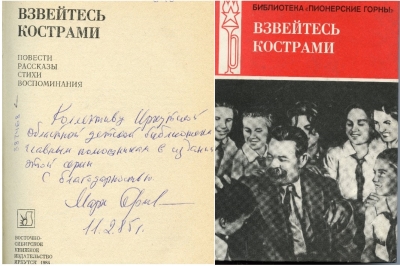 ВЗВЕЙТЕСЬ
КОСТРАМИ
ПОВЕСТИ
РАССКАЗЫ
СТИХИ
ВОСПОМИНАНИЯ
Коллективу Иркутской
Областной детской библиотеки
главным помощникам в издании
этой серии
С благодарностью
Марк
11.2.85г.
ВОСТОЧНО-
СИБИРСКОЕ
КНИЖНОЕ
ИЗДАТЕЛЬСТВО
ИРКУТСК
БИБЛИОТЕКА «ПИОНЕРСКИЕ ГОРНЫ»
ВЗВЕЙТЕСЬ
КОСТРАМИ